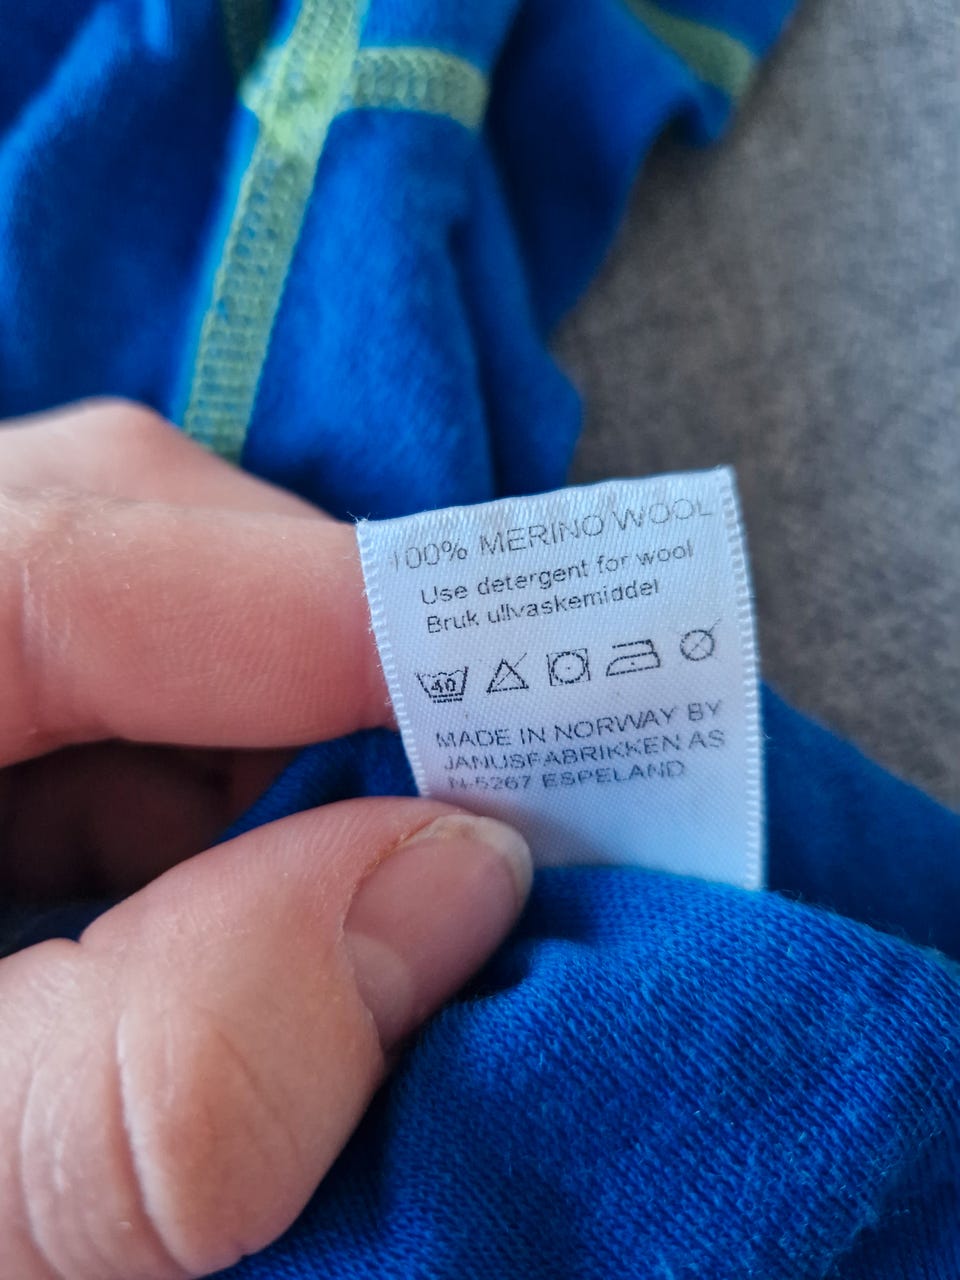 100% MERINO WOOL
Use detergent for wool
Bruk ullvaskemiddel
40
MADE IN NORWAY BY
JANUSFABRIKKEN AS
N-5267 ESPELAND